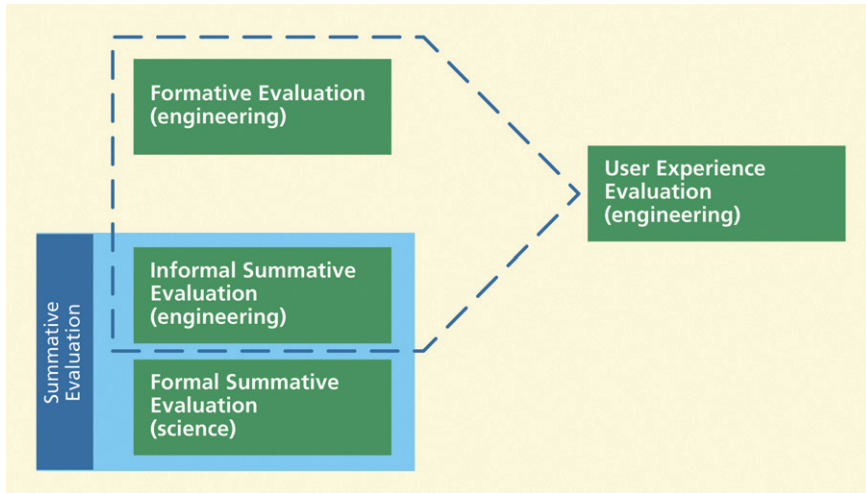 Formative Evaluation
(engineering)
User Experience
Evaluation
(engineering)
Summative
Evaluation
Informal Summative
Evaluation
(engineering)
Formal Summative
Evaluation
(science)